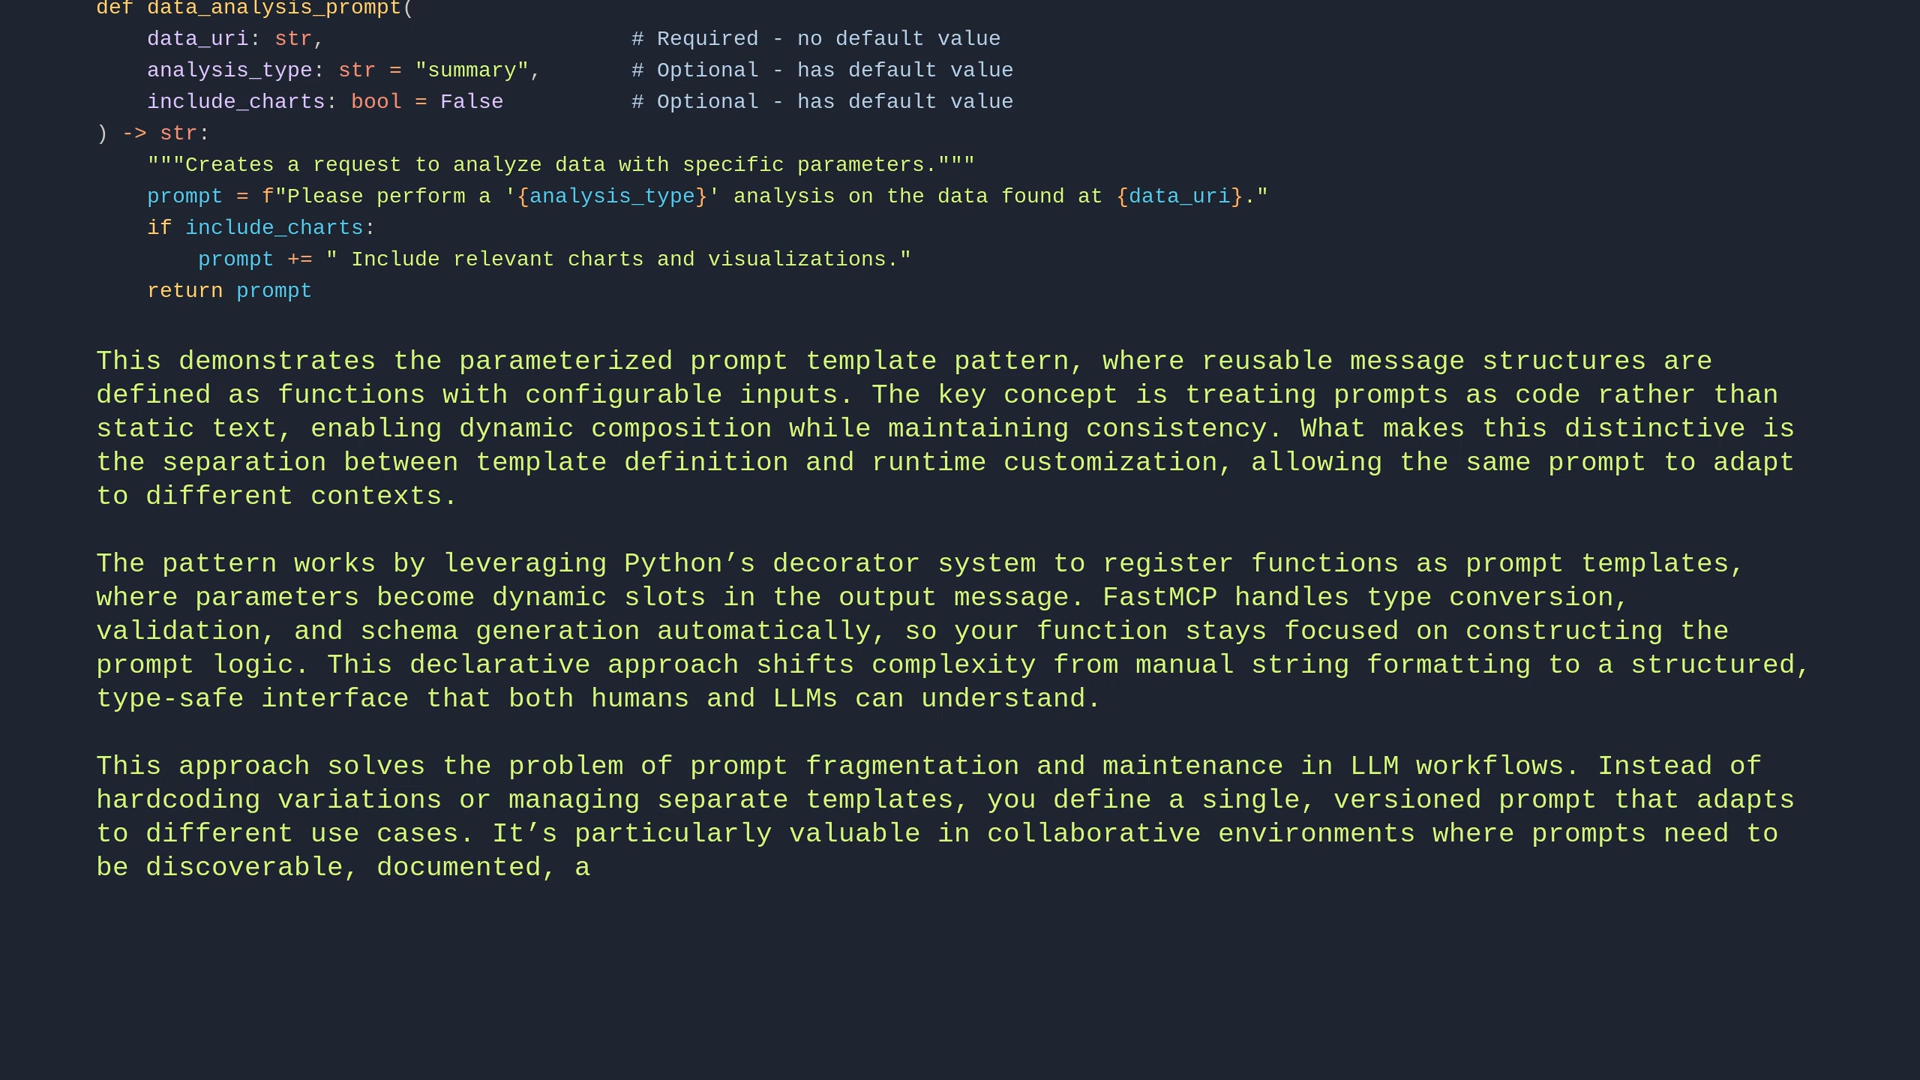 def data_analysis_prompt(
    data_uri: str,                        # Required - no default value
    analysis_type: str = "summary",       # Optional - has default value
    include_charts: bool = False          # Optional - has default value
) -> str:
    """Creates a request to analyze data with specific parameters."""
    prompt = f"Please perform a '{analysis_type}' analysis on the data found at {data_uri}."
    if include_charts:
        prompt += " Include relevant charts and visualizations."
    return prompt
This demonstrates the parameterized prompt template pattern, where reusable message structures are
defined as functions with configurable inputs. The key concept is treating prompts as code rather than
static text, enabling dynamic composition while maintaining consistency. What makes this distinctive is
the separation between template definition and runtime customization, allowing the same prompt to adapt
to different contexts.
The pattern works by leveraging Python’s decorator system to register functions as prompt templates,
where parameters become dynamic slots in the output message. FastMCP handles type conversion,
validation, and schema generation automatically, so your function stays focused on constructing the
prompt logic. This declarative approach shifts complexity from manual string formatting to a structured,
type-safe interface that both humans and LLMs can understand.
This approach solves the problem of prompt fragmentation and maintenance in LLM workflows. Instead of
hardcoding variations or managing separate templates, you define a single, versioned prompt that adapts
to different use cases. It’s particularly valuable in collaborative environments where prompts need to
be discoverable, documented, a